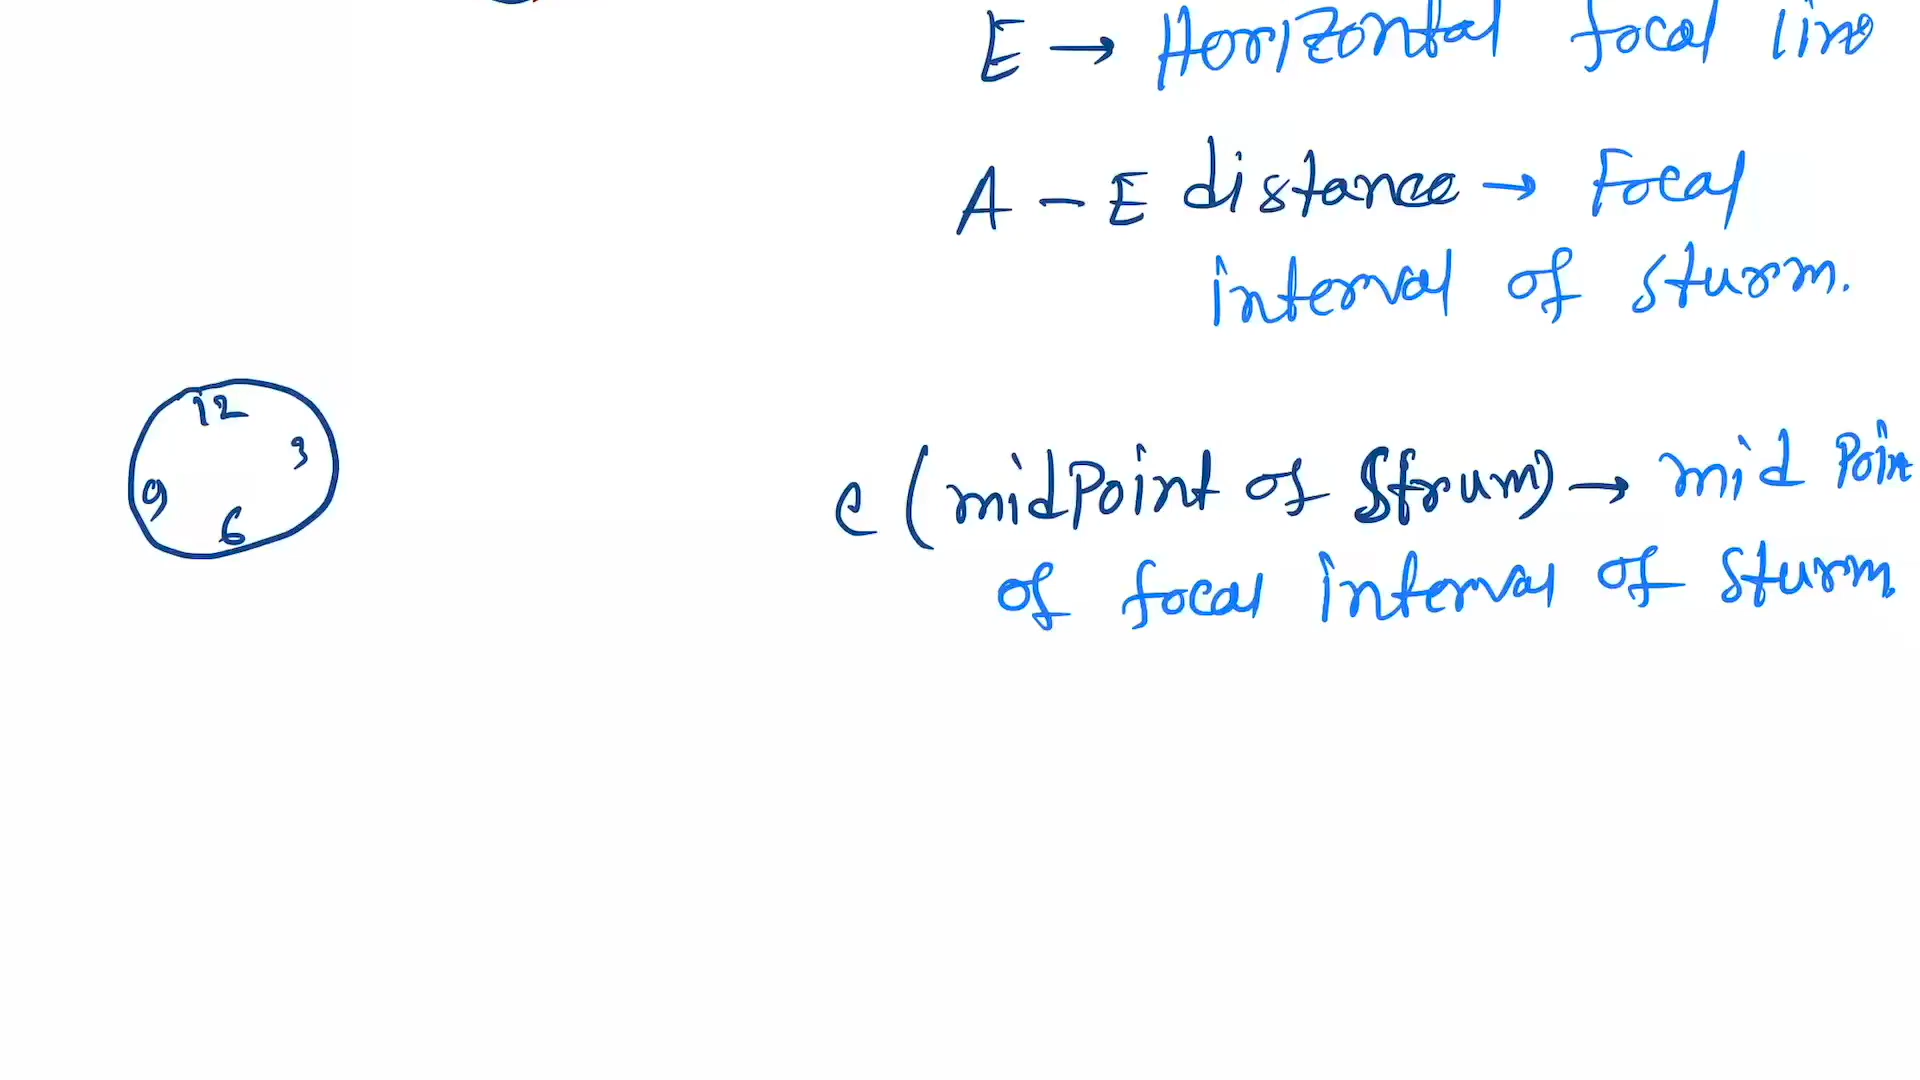 E → Horizontal focal line
A - E distance → Focal
interval of sturm.
12
3
9
6
c (midpoint of Strum) → mid Poin
of focal interval of sturm